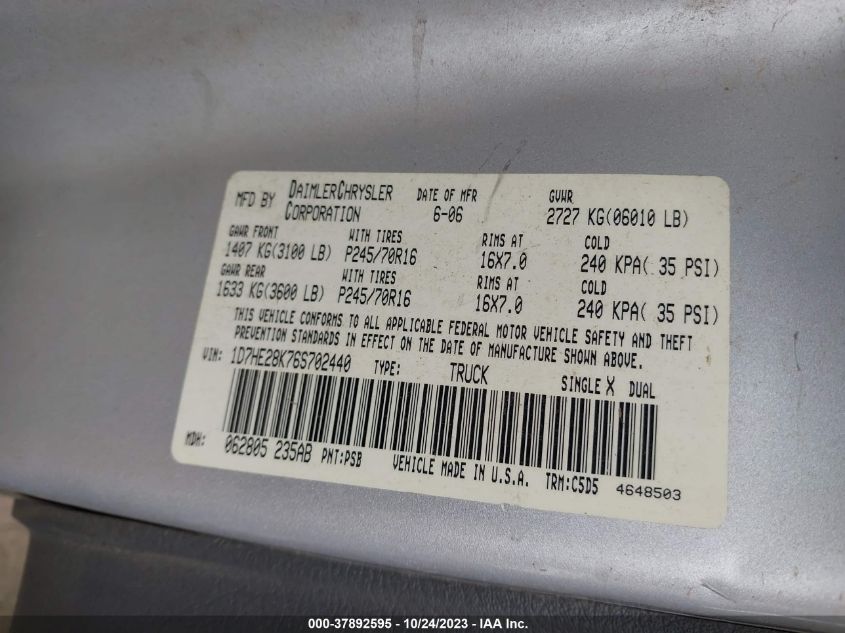 MFD BY DAIMLERCHRYSLER CORPORATION DATE OF MFR 6-06 GVWR 2727 KG(06010 LB)
GAWR FRONT WITH TIRES RIMS AT COLD
1407 KG(3100 LB) P245/70R16 16X7.0 240 KPA( 35 PSI)
GAWR REAR WITH TIRES RIMS AT COLD
1633 KG(3600 LB) P245/70R16 16X7.0 240 KPA( 35 PSI)
THIS VEHICLE CONFORMS TO ALL APPLICABLE FEDERAL MOTOR VEHICLE SAFETY AND THEFT
PREVENTION STANDARDS IN EFFECT ON THE DATE OF MANUFACTURE SHOWN ABOVE.
VIN: 1D7HE28K76S702440 TYPE: TRUCK SINGLE X DUAL
MDH: 062805 235AB PNT:PSB VEHICLE MADE IN U.S.A. TRM:C5D5 4648503
000-37892595 - 10/24/2023 - IAA Inc.